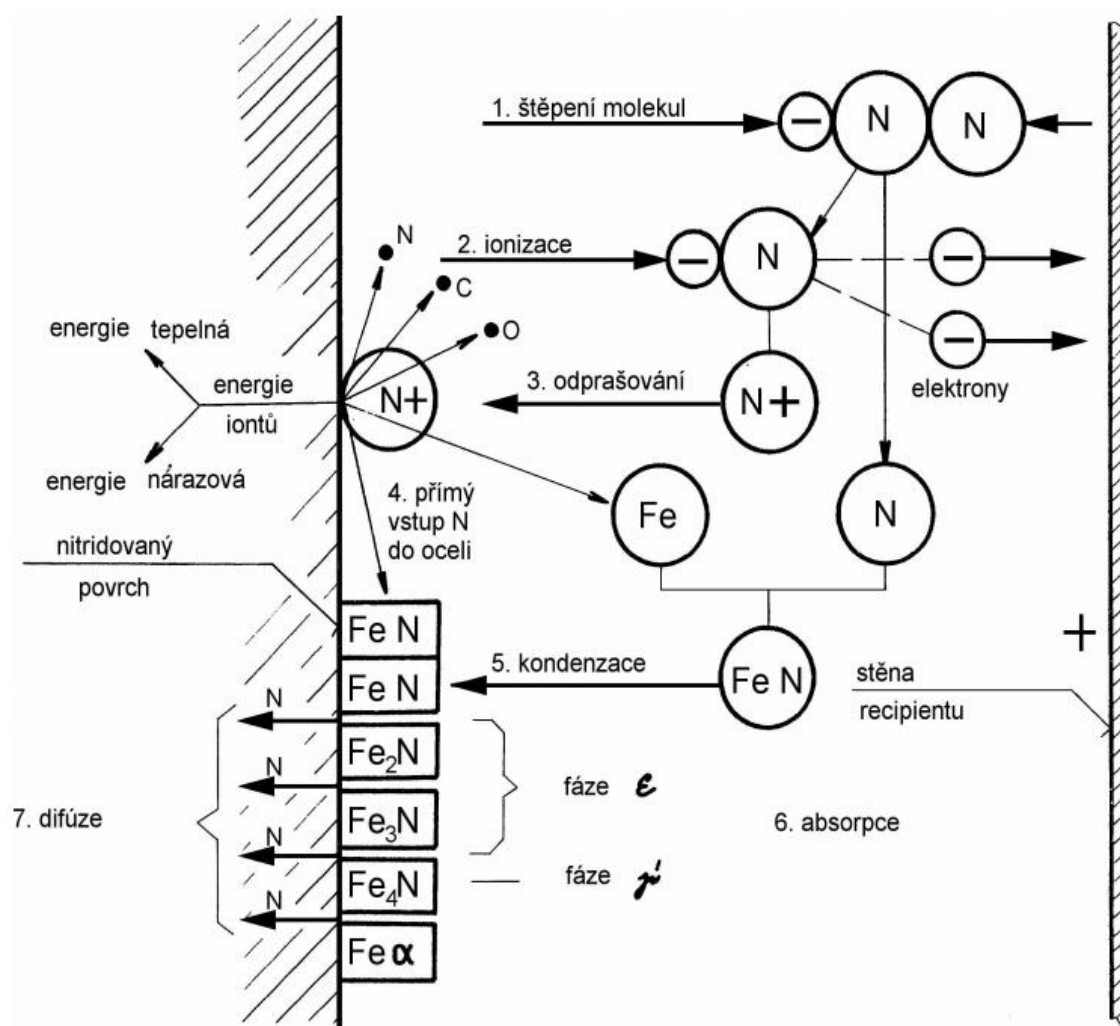 1. štěpení molekul
− N N
N
2. ionizace
− N −
C
O
−
elektrony
energie tepelná
energie
iontů
energie nárazová
N+
3. odprašování
N+
4. přímý
vstup N
do oceli
Fe
N
nitridovaný
povrch
Fe N
Fe N
5. kondenzace
Fe N
+
stěna
recipientu
N
Fe₂N
N
Fe₃N
N
Fe₄N
N
Fe α
fáze ε
fáze γ'
6. absorpce
7. difúze